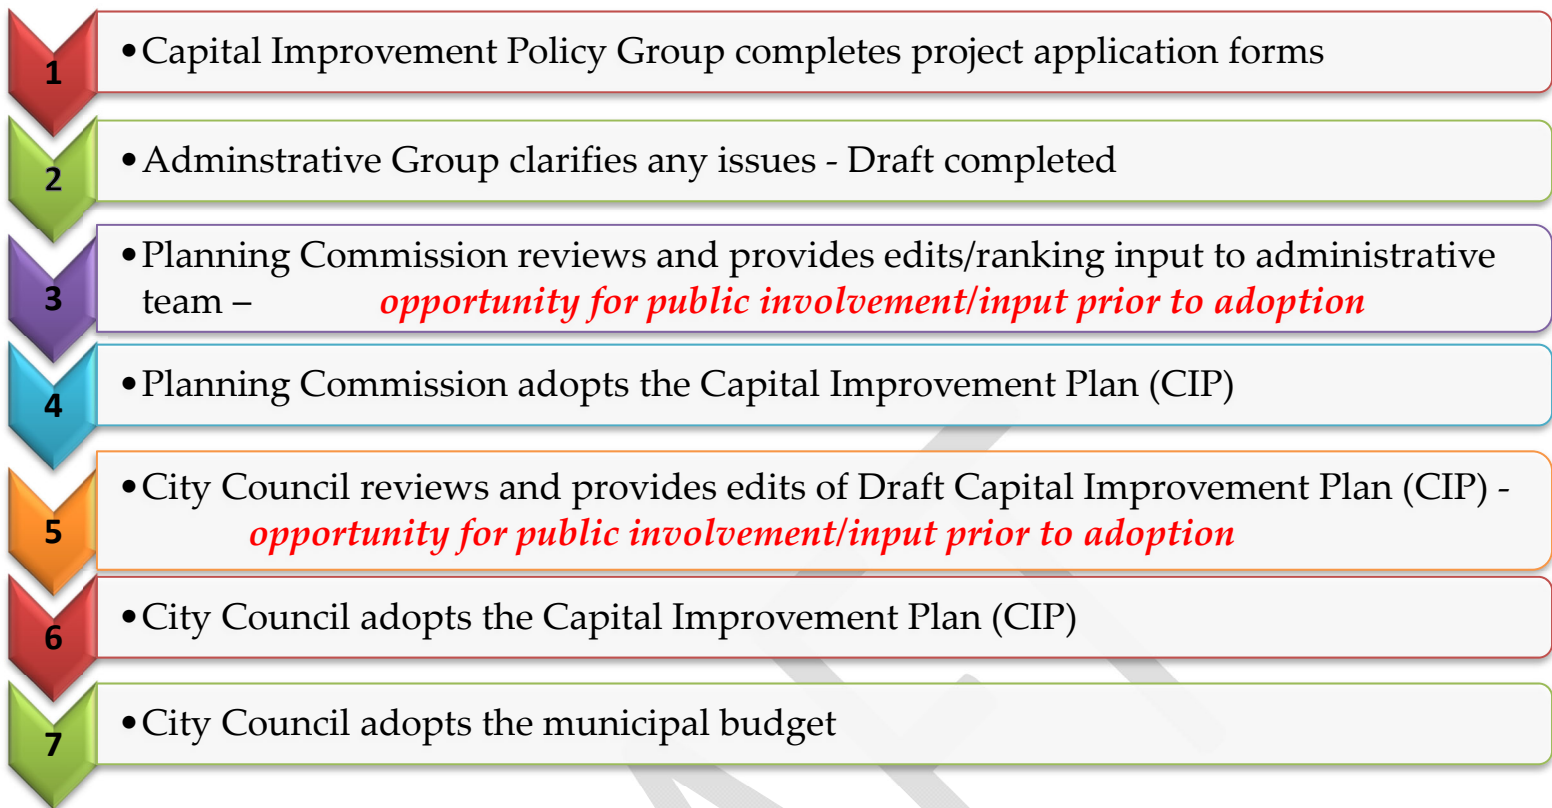 1
•Capital Improvement Policy Group completes project application forms
2
•Adminstrative Group clarifies any issues - Draft completed
3
•Planning Commission reviews and provides edits/ranking input to administrative
team – opportunity for public involvement/input prior to adoption
4
•Planning Commission adopts the Capital Improvement Plan (CIP)
5
•City Council reviews and provides edits of Draft Capital Improvement Plan (CIP) -
opportunity for public involvement/input prior to adoption
6
•City Council adopts the Capital Improvement Plan (CIP)
7
•City Council adopts the municipal budget